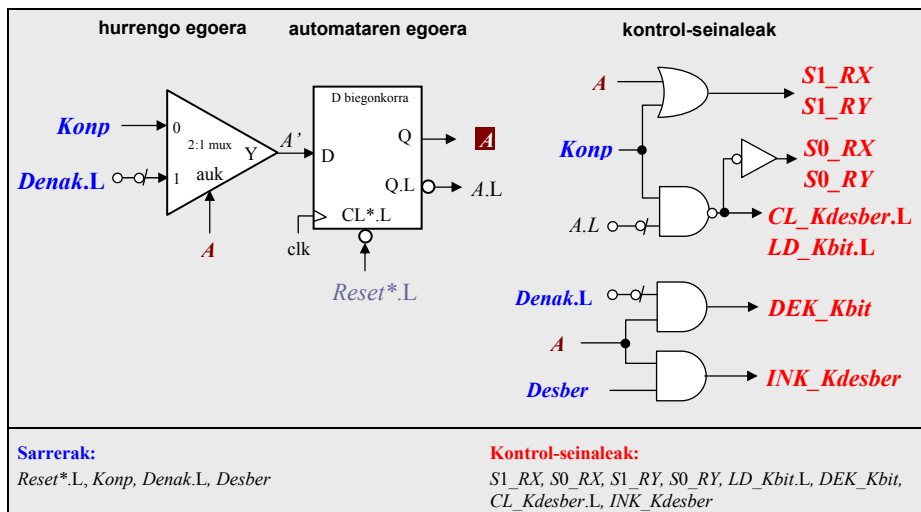 hurrengo egoera
automataren egoera
kontrol-seinaleak
Konp
0
2:1 mux
Y
auk
Denak.L
1
A
A'
D biegonkorra
D
Q
Q.L
CL*.L
clk
Reset*.L
A
A.L
A
Konp
A.L
S1_RX
S1_RY
S0_RX
S0_RY
CL_Kdesber.L
LD_Kbit.L
Denak.L
A
Desber
DEK_Kbit
INK_Kdesber
Sarrerak:
Reset*.L, Konp, Denak.L, Desber
Kontrol-seinaleak:
S1_RX, S0_RX, S1_RY, S0_RY, LD_Kbit.L, DEK_Kbit,
CL_Kdesber.L, INK_Kdesber